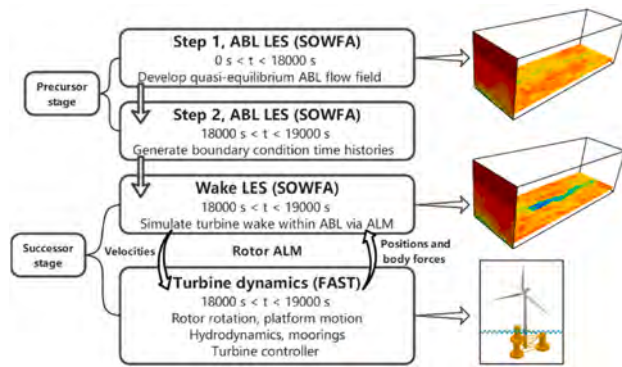 Step 1, ABL LES (SOWFA)
0 s < t < 18000 s
Develop quasi-equilibrium ABL flow field
Precursor
stage
Step 2, ABL LES (SOWFA)
18000 s < t < 19000 s
Generate boundary condition time histories
Wake LES (SOWFA)
18000 s < t < 19000 s
Simulate turbine wake within ABL via ALM
Successor
stage
Velocities
Rotor ALM
Positions and
body forces
Turbine dynamics (FAST)
18000 s < t < 19000 s
Rotor rotation, platform motion
Hydrodynamics, moorings
Turbine controller